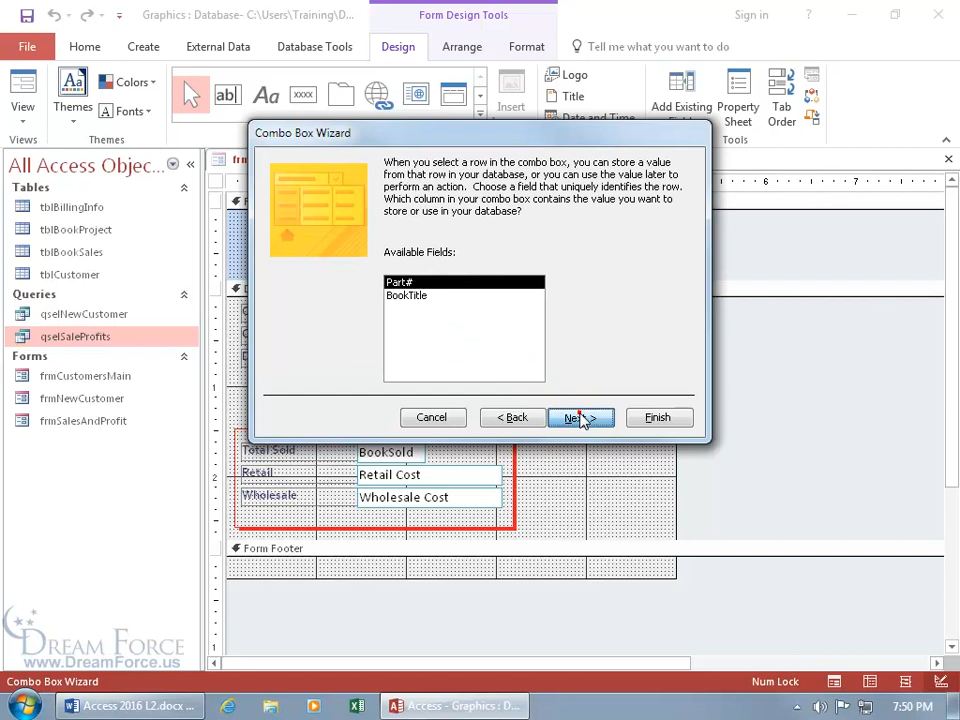 Graphics : Database- C:\Users\Training\D...
Form Design Tools
Sign in
?
File
Home
Create
External Data
Database Tools
Design
Arrange
Format
Tell me what you want to do
View
Views
Aa
Themes
Colors
Fonts
Themes
ab|
Aa
xxxx
Insert
Logo
Title
Date and Time
Add Existing
Property
Sheet
Tab
Order
Tools
Combo Box Wizard
When you select a row in the combo box, you can store a value
from that row in your database, or you can use the value later to
perform an action. Choose a field that uniquely identifies the row.
Which column in your combo box contains the value you want to
store or use in your database?
Available Fields:
Part#
BookTitle
Cancel
< Back
Finish
All Access Objec...
Tables
tblBillingInfo
tblBookProject
tblBookSales
tblCustomer
Queries
qselNewCustomer
qselSaleProfits
Forms
frmCustomersMain
frmNewCustomer
frmSalesAndProfit
6
7
1
2
Total Sold
BookSold
Retail
Retail Cost
Wholesale
Wholesale Cost
Form Footer
DREAM FORCE
www.DreamForce.us
Combo Box Wizard
Num Lock
Access 2016 L2.docx ...
Access - Graphics : D...
7:50 PM